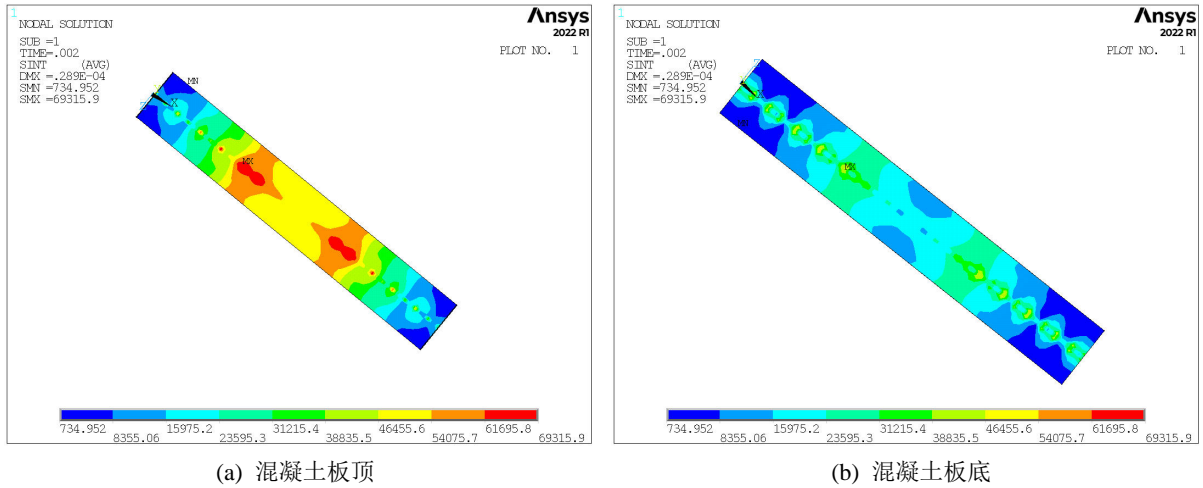 1
NODAL SOLUTION
SUB =1
TIME=.002
SINT (AVG)
DMX =.289E-04
SMN =734.952
SMX =69315.9
Ansys
2022 R1
PLOT NO. 1
MN
X
MX
734.952 15975.2 31215.4 46455.6 61695.8
8355.06 23595.3 38835.5 54075.7 69315.9
(a) 混凝土板顶
1
NODAL SOLUTION
SUB =1
TIME=.002
SINT (AVG)
DMX =.289E-04
SMN =734.952
SMX =69315.9
Ansys
2022 R1
PLOT NO. 1
Z
X
MX
734.952 15975.2 31215.4 46455.6 61695.8
8355.06 23595.3 38835.5 54075.7 69315.9
(b) 混凝土板底